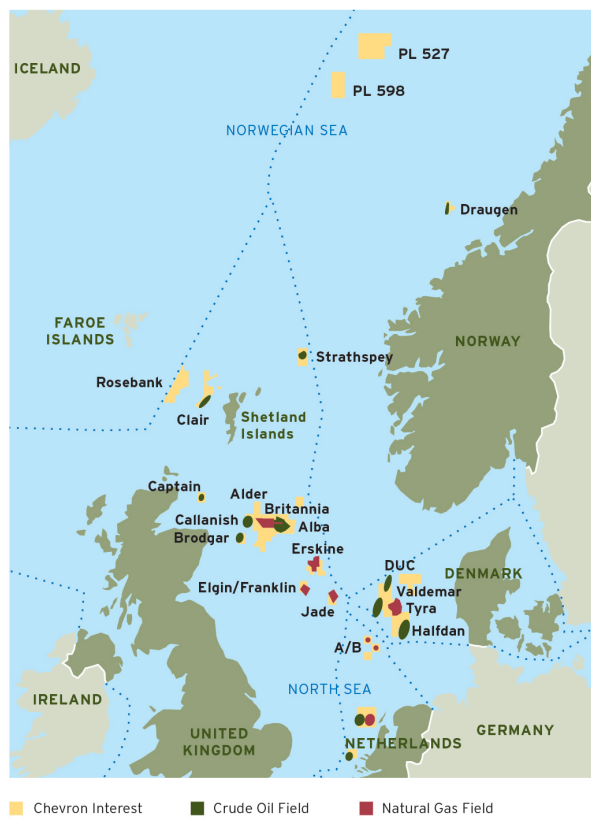 PL 527
ICELAND
PL 598
NORWEGIAN SEA
Draugen
FAROE
ISLANDS
NORWAY
Strathspey
Rosebank
Clair
Shetland
Islands
Captain
Alder
Britannia
Callanish
Alba
Brodgar
Erskine
DUC
DENMARK
Elgin/Franklin
Valdemar
Jade
Tyra
Halfdan
A/B
NORTH SEA
IRELAND
UNITED
KINGDOM
NETHERLANDS
GERMANY
Chevron Interest
Crude Oil Field
Natural Gas Field